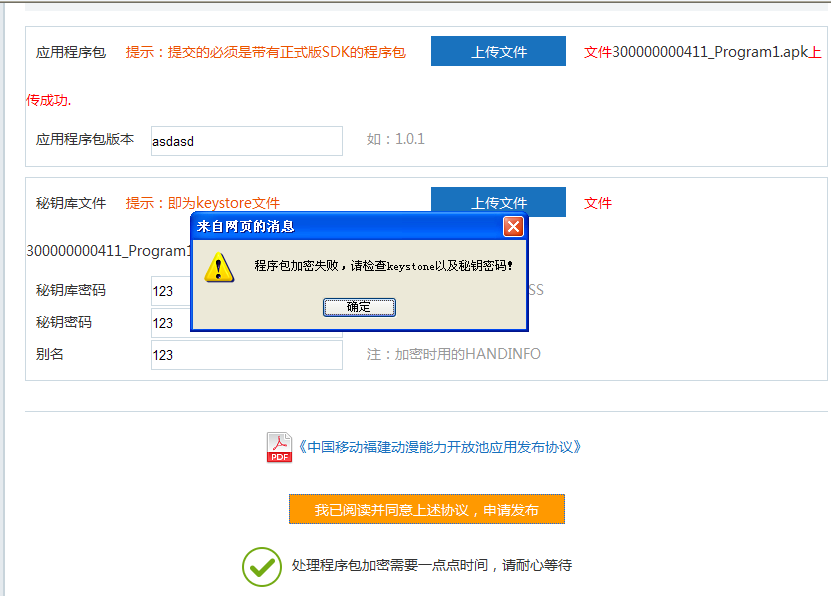 应用程序包 提示：提交的必须是带有正式版SDK的程序包 上传文件 文件300000000411_Program1.apk上
传成功.
应用程序包版本 asdasd 如：1.0.1
秘钥库文件 提示：即为keystore文件 上传文件 文件
300000000411_Program1
来自网页的消息
程序包加密失败，请检查keystone以及秘钥密码！
确定
秘钥库密码 123 SS
秘钥密码 123
别名 123 注：加密时用的HANDINFO
PDF 《中国移动福建动漫能力开放池应用发布协议》
我已阅读并同意上述协议，申请发布
处理程序包加密需要一点点时间，请耐心等待